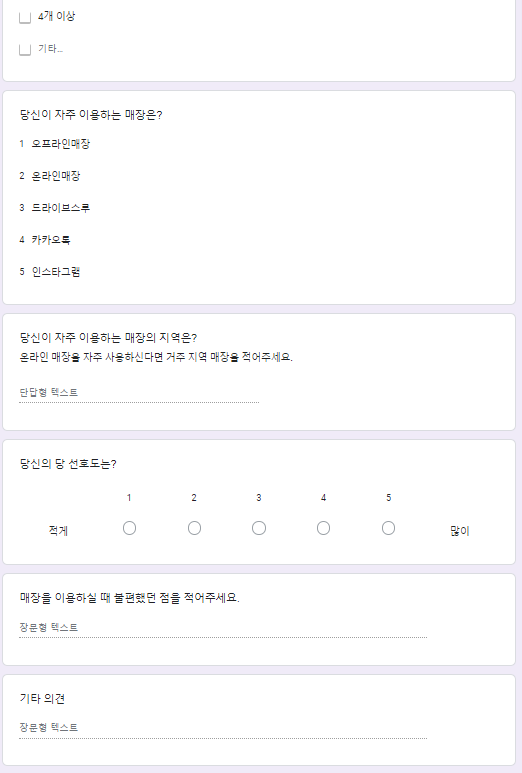 4개 이상
기타...
당신이 자주 이용하는 매장은?
1 오프라인매장
2 온라인매장
3 드라이브스루
4 카카오톡
5 인스타그램
당신이 자주 이용하는 매장의 지역은?
온라인 매장을 자주 사용하신다면 거주 지역 매장을 적어주세요.
단답형 텍스트
당신의 당 선호도는?
1 2 3 4 5
적게 많이
매장을 이용하실 때 불편했던 점을 적어주세요.
장문형 텍스트
기타 의견
장문형 텍스트